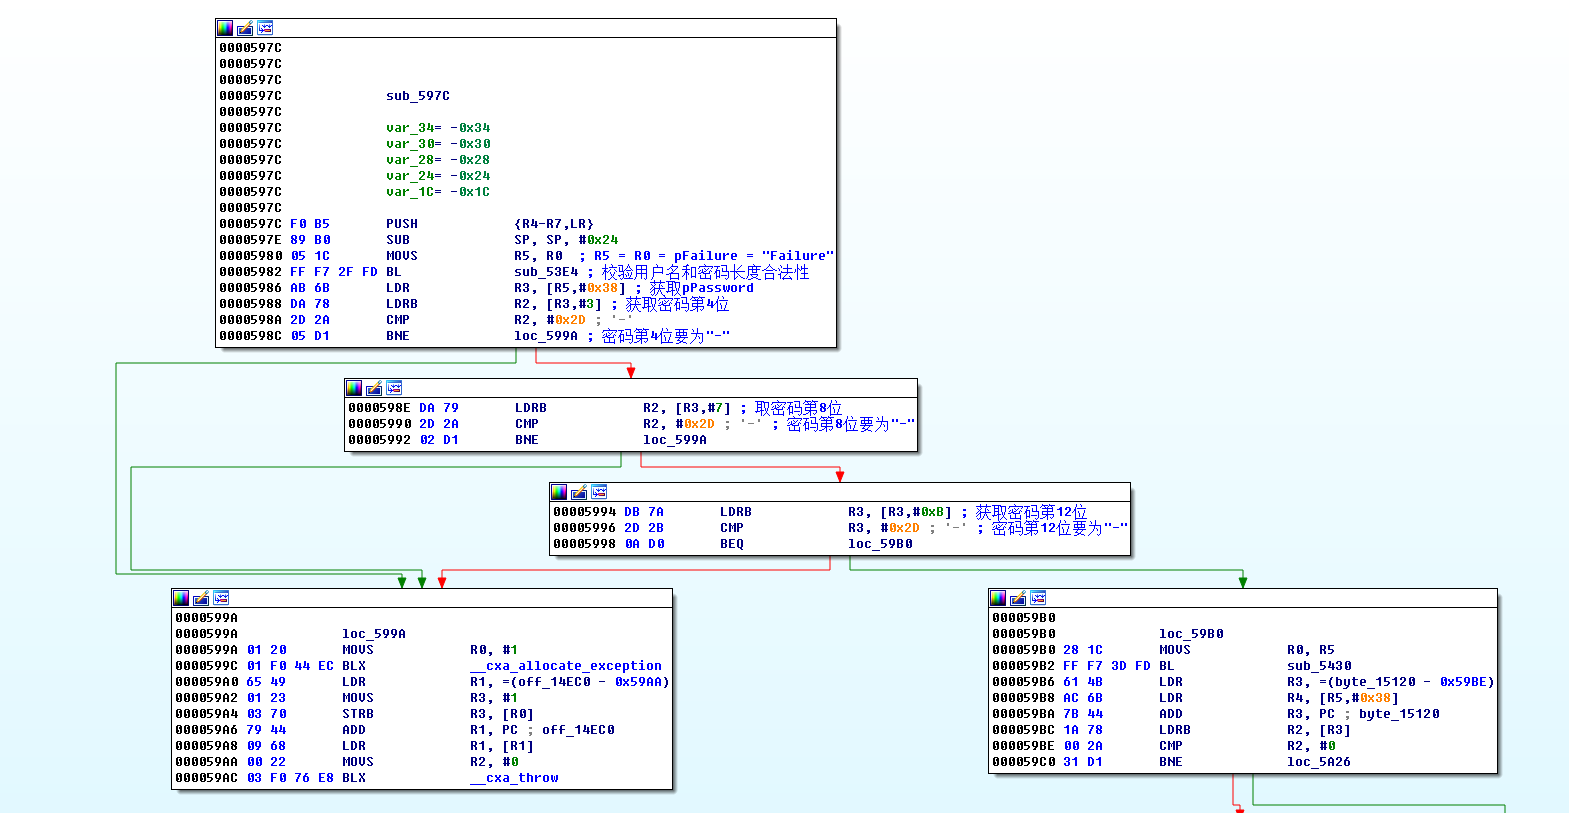 0000597C
0000597C
0000597C
0000597C sub_597C
0000597C
0000597C var_34= -0x34
0000597C var_30= -0x30
0000597C var_28= -0x28
0000597C var_24= -0x24
0000597C var_1C= -0x1C
0000597C
0000597C F0 B5 PUSH {R4-R7,LR}
0000597E 89 B0 SUB SP, SP, #0x24
00005980 05 1C MOVS R5, R0 ; R5 = R0 = pFailure = "Failure"
00005982 FF F7 2F FD BL sub_53E4 ; 校验用户名和密码长度合法性
00005986 AB 6B LDR R3, [R5,#0x38] ; 获取pPassword
00005988 DA 78 LDRB R2, [R3,#3] ; 获取密码第4位
0000598A 2D 2A CMP R2, #0x2D ; '-'
0000598C 05 D1 BNE loc_599A ; 密码第4位要为"-"
0000598E DA 79 LDRB R2, [R3,#7] ; 取密码第8位
00005990 2D 2A CMP R2, #0x2D ; '-' ; 密码第8位要为"-"
00005992 02 D1 BNE loc_599A
00005994 DB 7A LDRB R3, [R3,#0xB] ; 获取密码第12位
00005996 2D 2B CMP R3, #0x2D ; '-' ; 密码第12位要为"-"
00005998 0A D0 BEQ loc_59B0
0000599A
0000599A loc_599A
0000599A 01 20 MOVS R0, #1
0000599C 01 F0 44 EC BLX __cxa_allocate_exception
000059A0 65 49 LDR R1, =(off_14EC0 - 0x59AA)
000059A2 01 23 MOVS R3, #1
000059A4 03 70 STRB R3, [R0]
000059A6 79 44 ADD R1, PC ; off_14EC0
000059A8 09 68 LDR R1, [R1]
000059AA 00 22 MOVS R2, #0
000059AC 03 F0 76 E8 BLX __cxa_throw
000059B0
000059B0 loc_59B0
000059B0 28 1C MOVS R0, R5
000059B2 FF F7 3D FD BL sub_5430
000059B6 61 4B LDR R3, =(byte_15120 - 0x59BE)
000059B8 AC 6B LDR R4, [R5,#0x38]
000059BA 7B 44 ADD R3, PC ; byte_15120
000059BC 1A 78 LDRB R2, [R3]
000059BE 00 2A CMP R2, #0
000059C0 31 D1 BNE loc_5A26